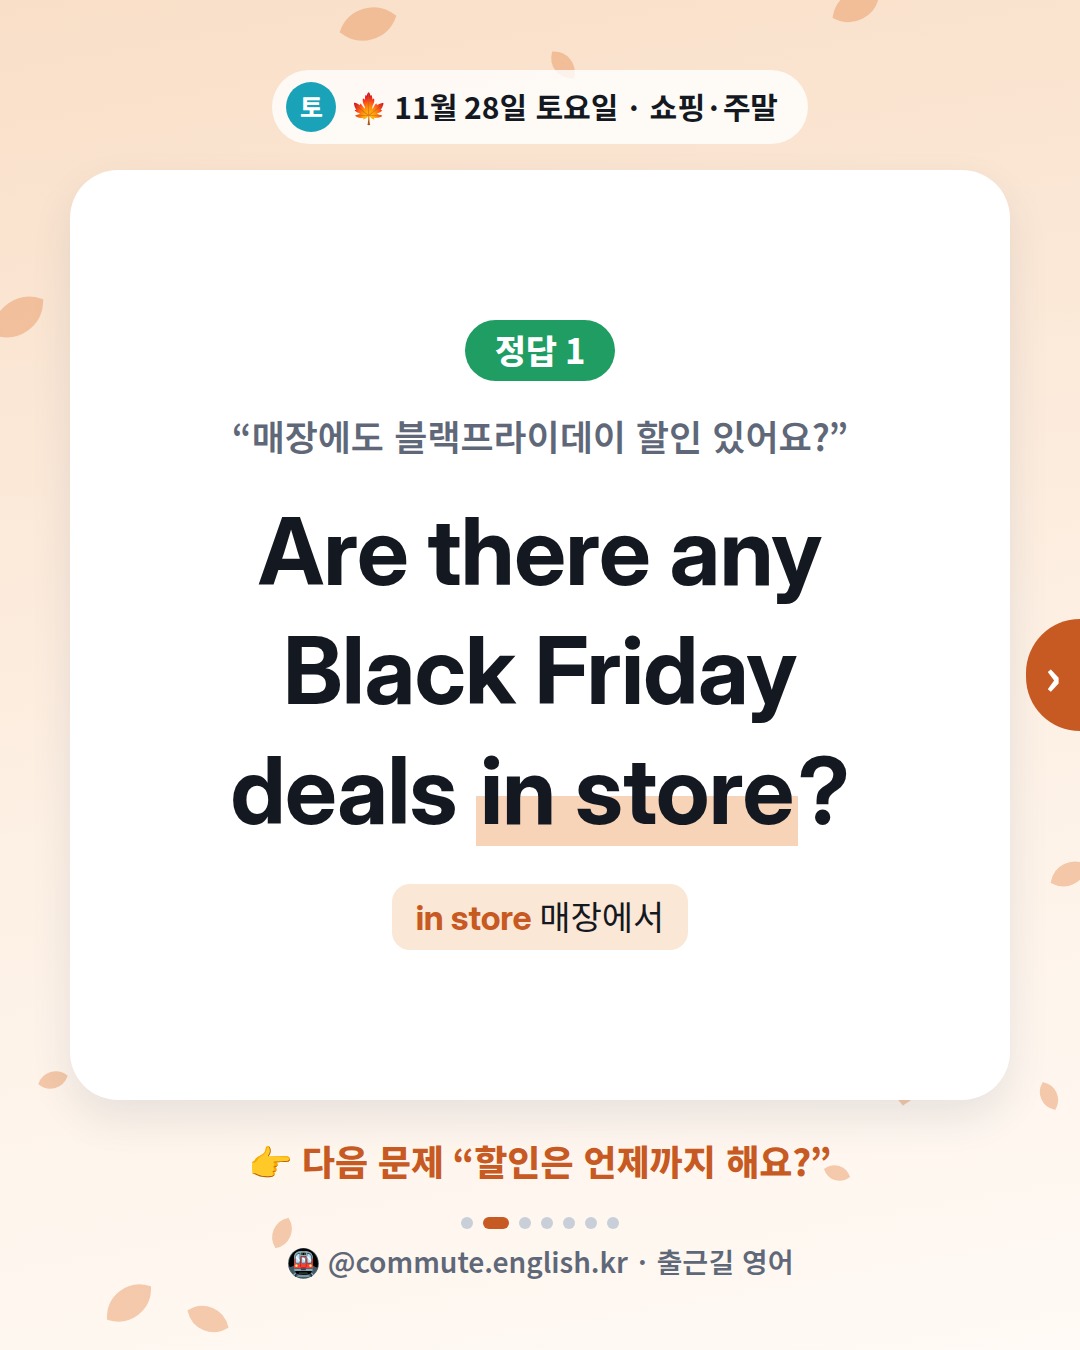 토 🍁 11월 28일 토요일 · 쇼핑·주말
정답 1
“매장에도 블랙프라이데이 할인 있어요?”
Are there any
Black Friday
deals in store?
in store 매장에서
👉 다음 문제 “할인은 언제까지 해요?”
🚇 @commute.english.kr · 출근길 영어